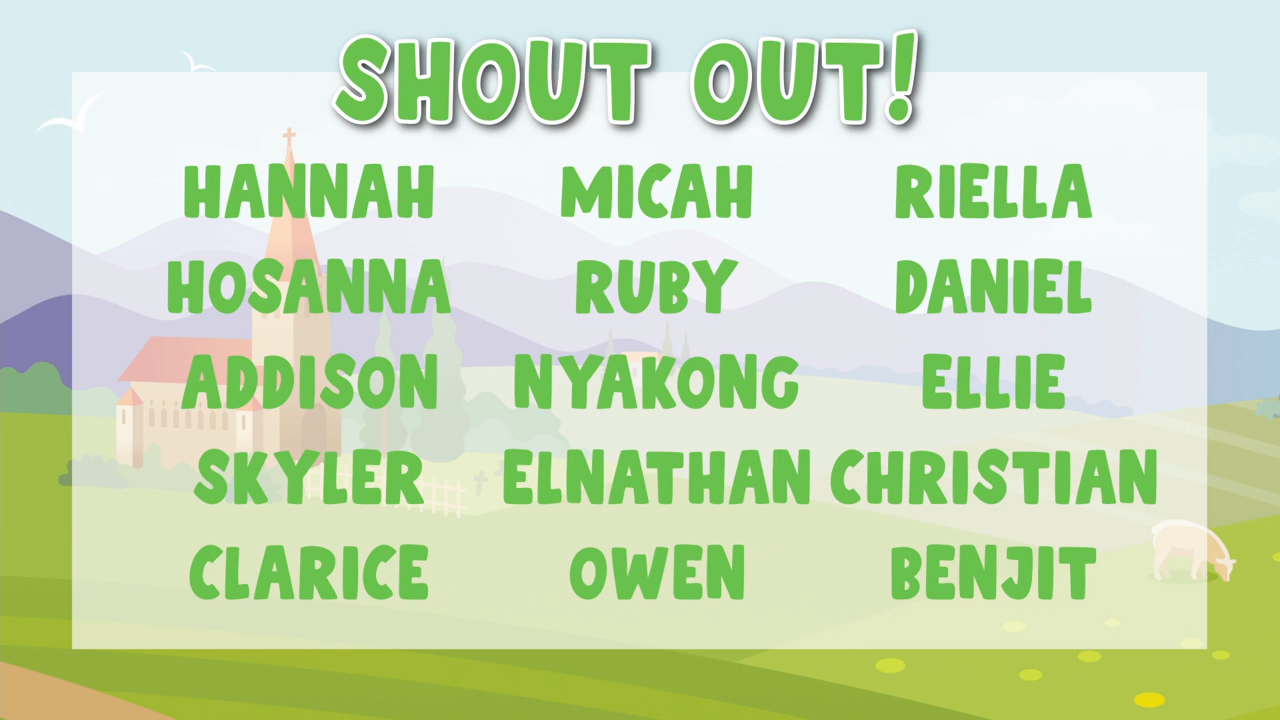 SHOUT OUT!
HANNAH MICAH RIELLA
HOSANNA RUBY DANIEL
ADDISON NYAKONG ELLIE
SKYLER ELNATHAN CHRISTIAN
CLARICE OWEN BENJIT